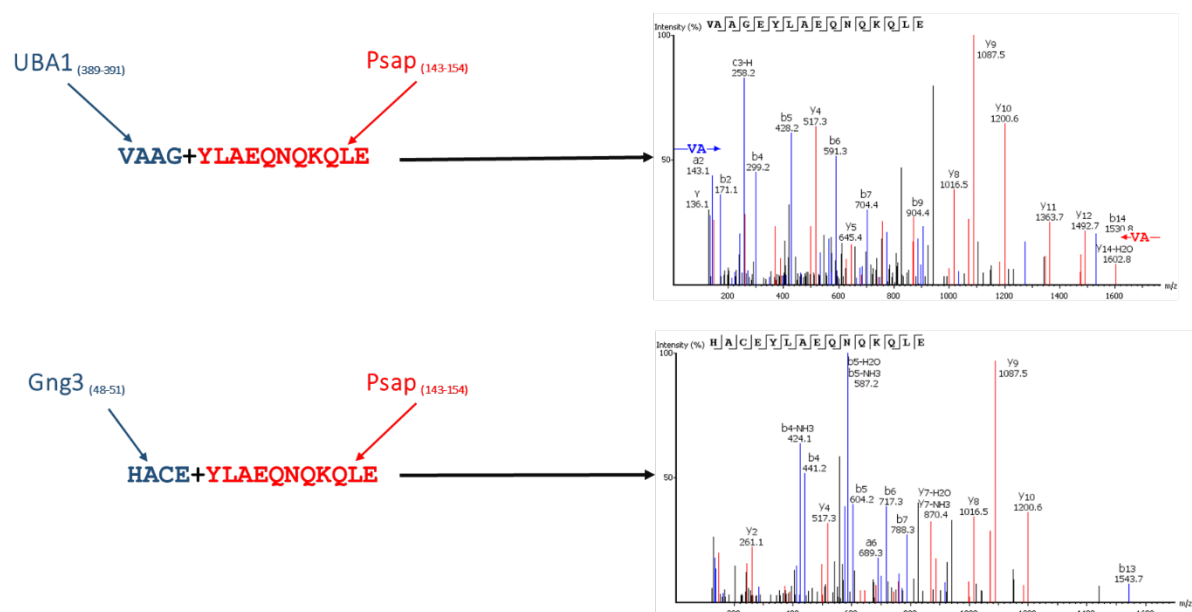 UBA1 (389-391)
Psap (143-154)
VAAG+YLAEQNQKQLE
Intensity (%) V A A G E Y L A E Q N Q K Q L E
100
50
VA
a2
143.1
Y
136.1
b2
171.1
c3-H
258.2
b4
299.2
b5
428.2
y4
517.3
b6
591.3
y5
645.4
b7
704.4
b9
904.4
y8
1016.5
y9
1087.5
y10
1200.6
y11
1363.7
y12
1492.7
b14
1530.8
VA
y14-H2O
1602.8
200 400 600 800 1000 1200 1400 1600 m/z
Gng3 (48-51)
Psap (143-154)
HACE+YLAEQNQKQLE
Intensity (%) H A C E Y L A E Q N Q K Q L E
100
50
y2
261.1
b4-NH3
424.1
b4
441.2
y4
517.3
b5-H2O
b5-NH3
587.2
b5
604.2
a6
689.3
b6
717.3
b7
788.3
y7-H2O
y7-NH3
870.4
y8
1016.5
y9
1087.5
y10
1200.6
b13
1543.7
m/z